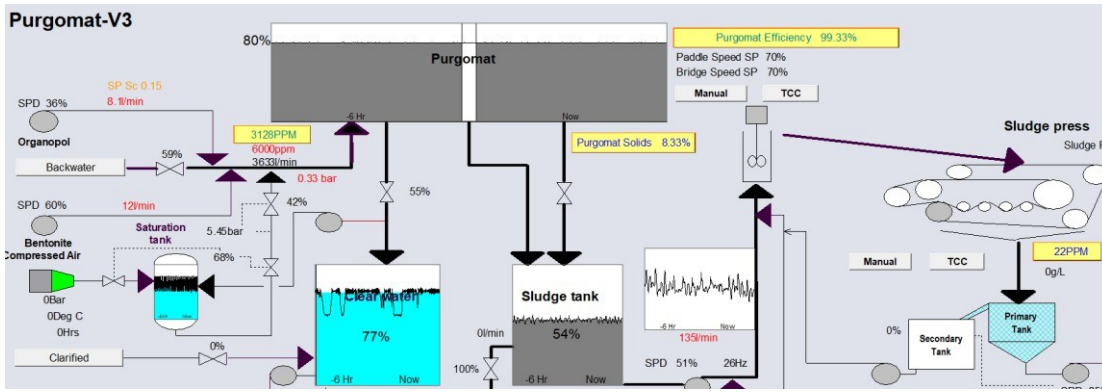 Purgomat-V3
80%
Purgomat
-6 Hr
Now
Purgomat Efficiency 99.33%
Paddle Speed SP 70%
Bridge Speed SP 70%
Manual
TCC
SP Sc 0.15
SPD 36%
8.1l/min
Organopol
3128PPM
6000ppm
3633l/min
0.33 bar
Backwater
59%
Purgomat Solids 8.33%
Sludge press
55%
SPD 60%
12l/min
42%
Bentonite
Compressed Air
Saturation
tank
5.45bar
68%
-6 Hr
Now
0Bar
0Deg C
0Hrs
Clarified
0%
Clear water
77%
-6 Hr
Now
Sludge tank
54%
-6 Hr
Now
0l/min
100%
-6 Hr
Now
135l/min
SPD 51%
26Hz
Manual
TCC
22PPM
0g/L
0%
Secondary
Tank
Primary
Tank